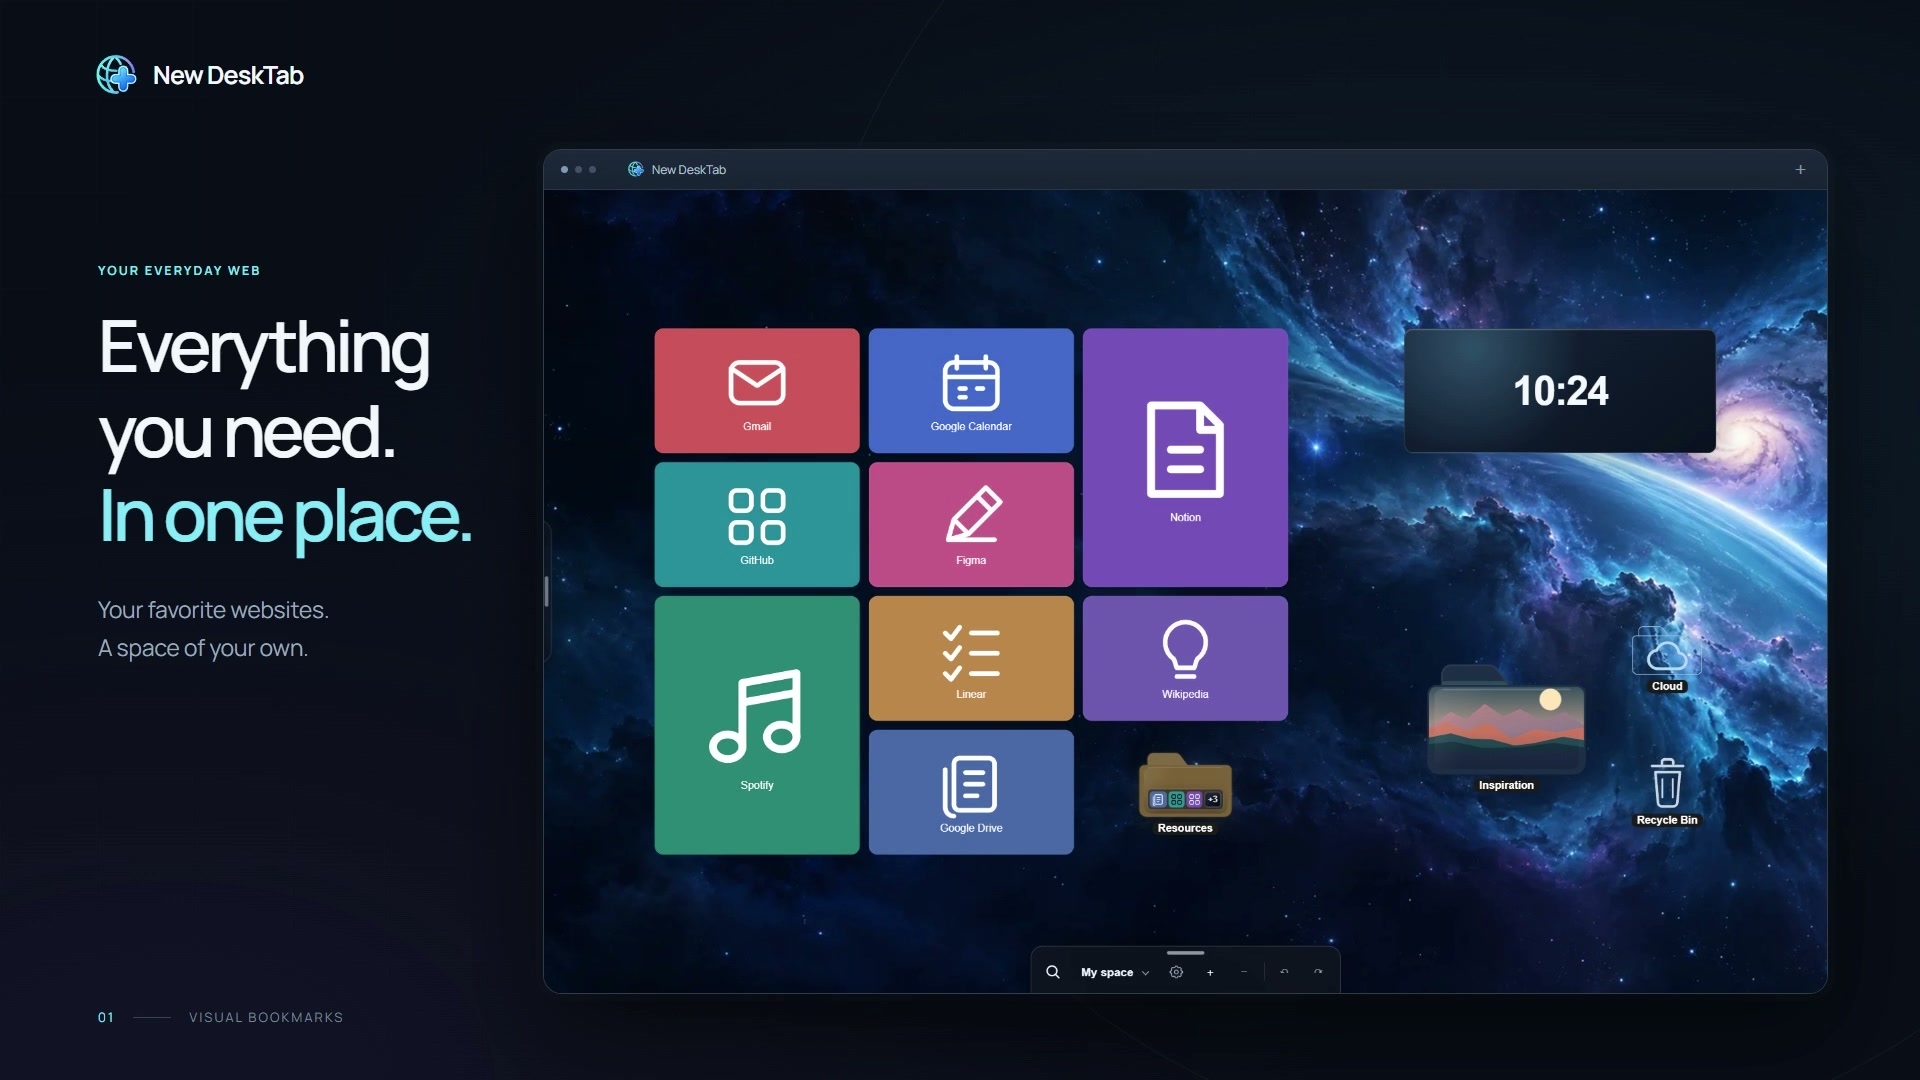 New DeskTab
New DeskTab
YOUR EVERYDAY WEB
Everything
you need.
In one place.
Your favorite websites.
A space of your own.
Gmail
Google Calendar
Notion
10:24
GitHub
Figma
Spotify
Linear
Wikipedia
Google Drive
+3
Resources
Inspiration
Cloud
Recycle Bin
My space
01
VISUAL BOOKMARKS